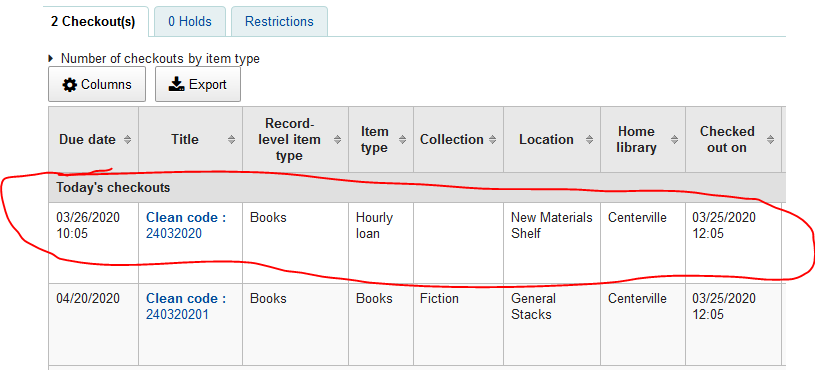 2 Checkout(s) 0 Holds Restrictions
Number of checkouts by item type
Columns Export
Due date Title Record-level item type Item type Collection Location Home library Checked out on
Today's checkouts
03/26/2020 10:05 Clean code : 24032020 Books Hourly loan New Materials Shelf Centerville 03/25/2020 12:05
04/20/2020 Clean code : 240320201 Books Books Fiction General Stacks Centerville 03/25/2020 12:05